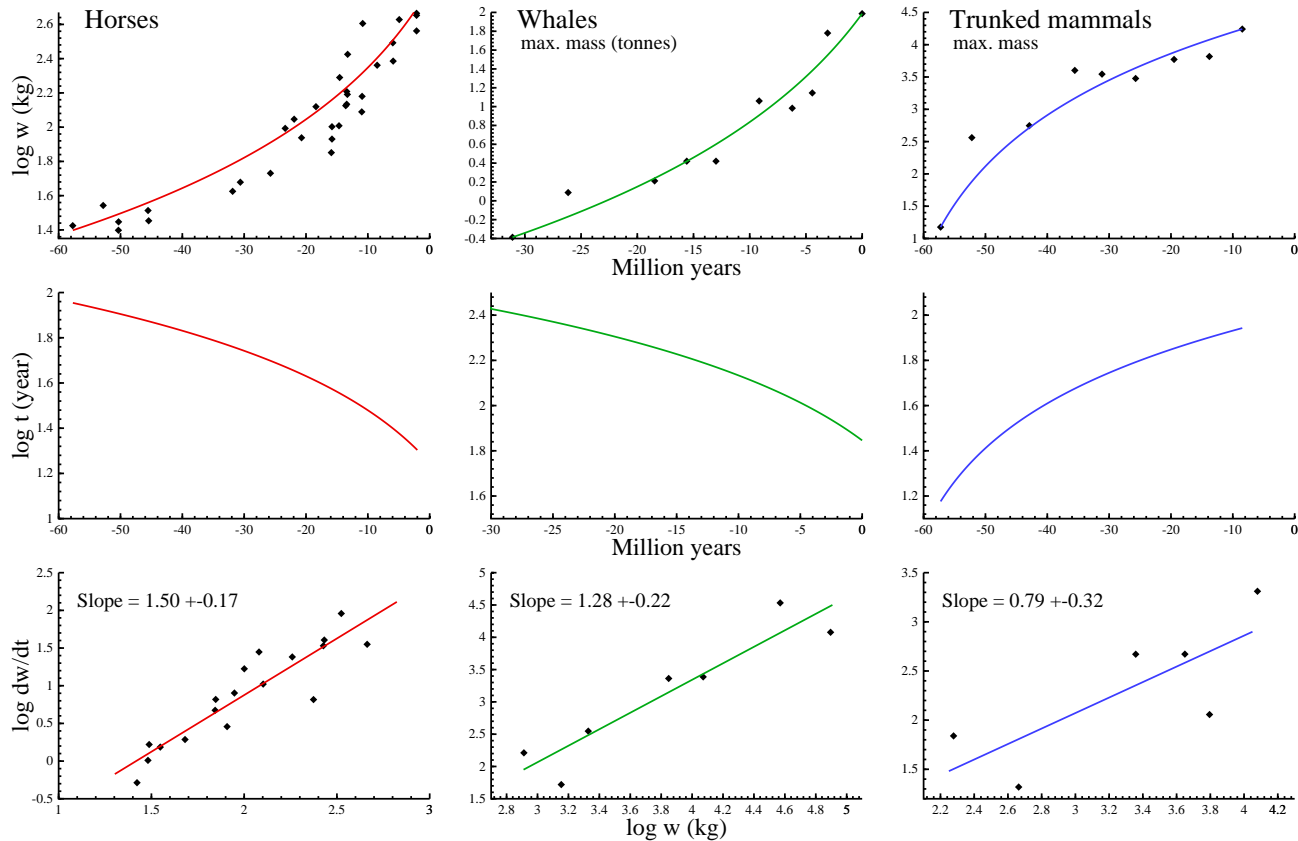 Horses
log w (kg)
2.6
2.4
2.2
2
1.8
1.6
1.4
-60 -50 -40 -30 -20 -10 0
Whales
max. mass (tonnes)
2
1.8
1.6
1.4
1.2
1
0.8
0.6
0.4
0.2
0
-0.2
-0.4
-30 -25 -20 -15 -10 -5 0
Million years
Trunked mammals
max. mass
4.5
4
3.5
3
2.5
2
1.5
1
-60 -50 -40 -30 -20 -10 0
log t (year)
2
1.8
1.6
1.4
1.2
1
-60 -50 -40 -30 -20 -10 0
2.4
2.2
2
1.8
1.6
-30 -25 -20 -15 -10 -5 0
Million years
2
1.8
1.6
1.4
1.2
-60 -50 -40 -30 -20 -10 0
log dw/dt
Slope = 1.50 +-0.17
2.5
2
1.5
1
0.5
0
-0.5
1 1.5 2 2.5 3
Slope = 1.28 +-0.22
5
4.5
4
3.5
3
2.5
2
1.5
2.8 3 3.2 3.4 3.6 3.8 4 4.2 4.4 4.6 4.8 5
log w (kg)
Slope = 0.79 +-0.32
3.5
3
2.5
2
1.5
2.2 2.4 2.6 2.8 3 3.2 3.4 3.6 3.8 4 4.2